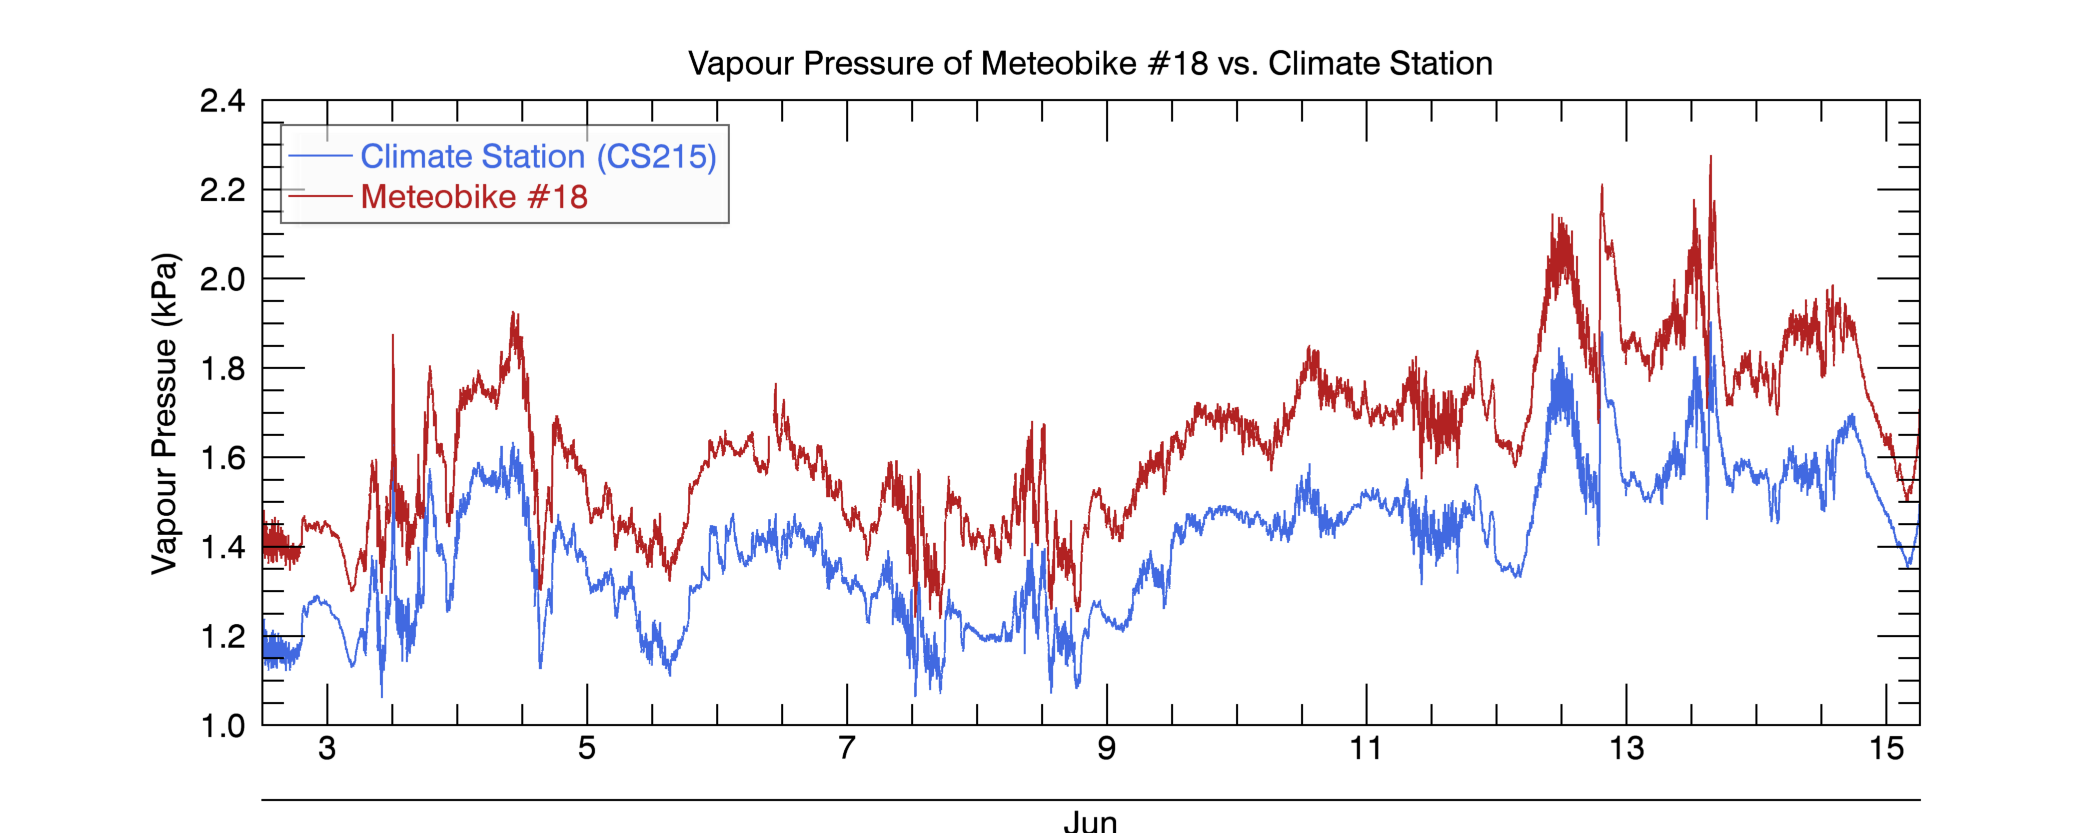 Vapour Pressure of Meteobike #18 vs. Climate Station
Climate Station (CS215)
Meteobike #18
Vapour Pressue (kPa)
2.4
2.2
2.0
1.8
1.6
1.4
1.2
1.0
3 5 7 9 11 13 15
Jun